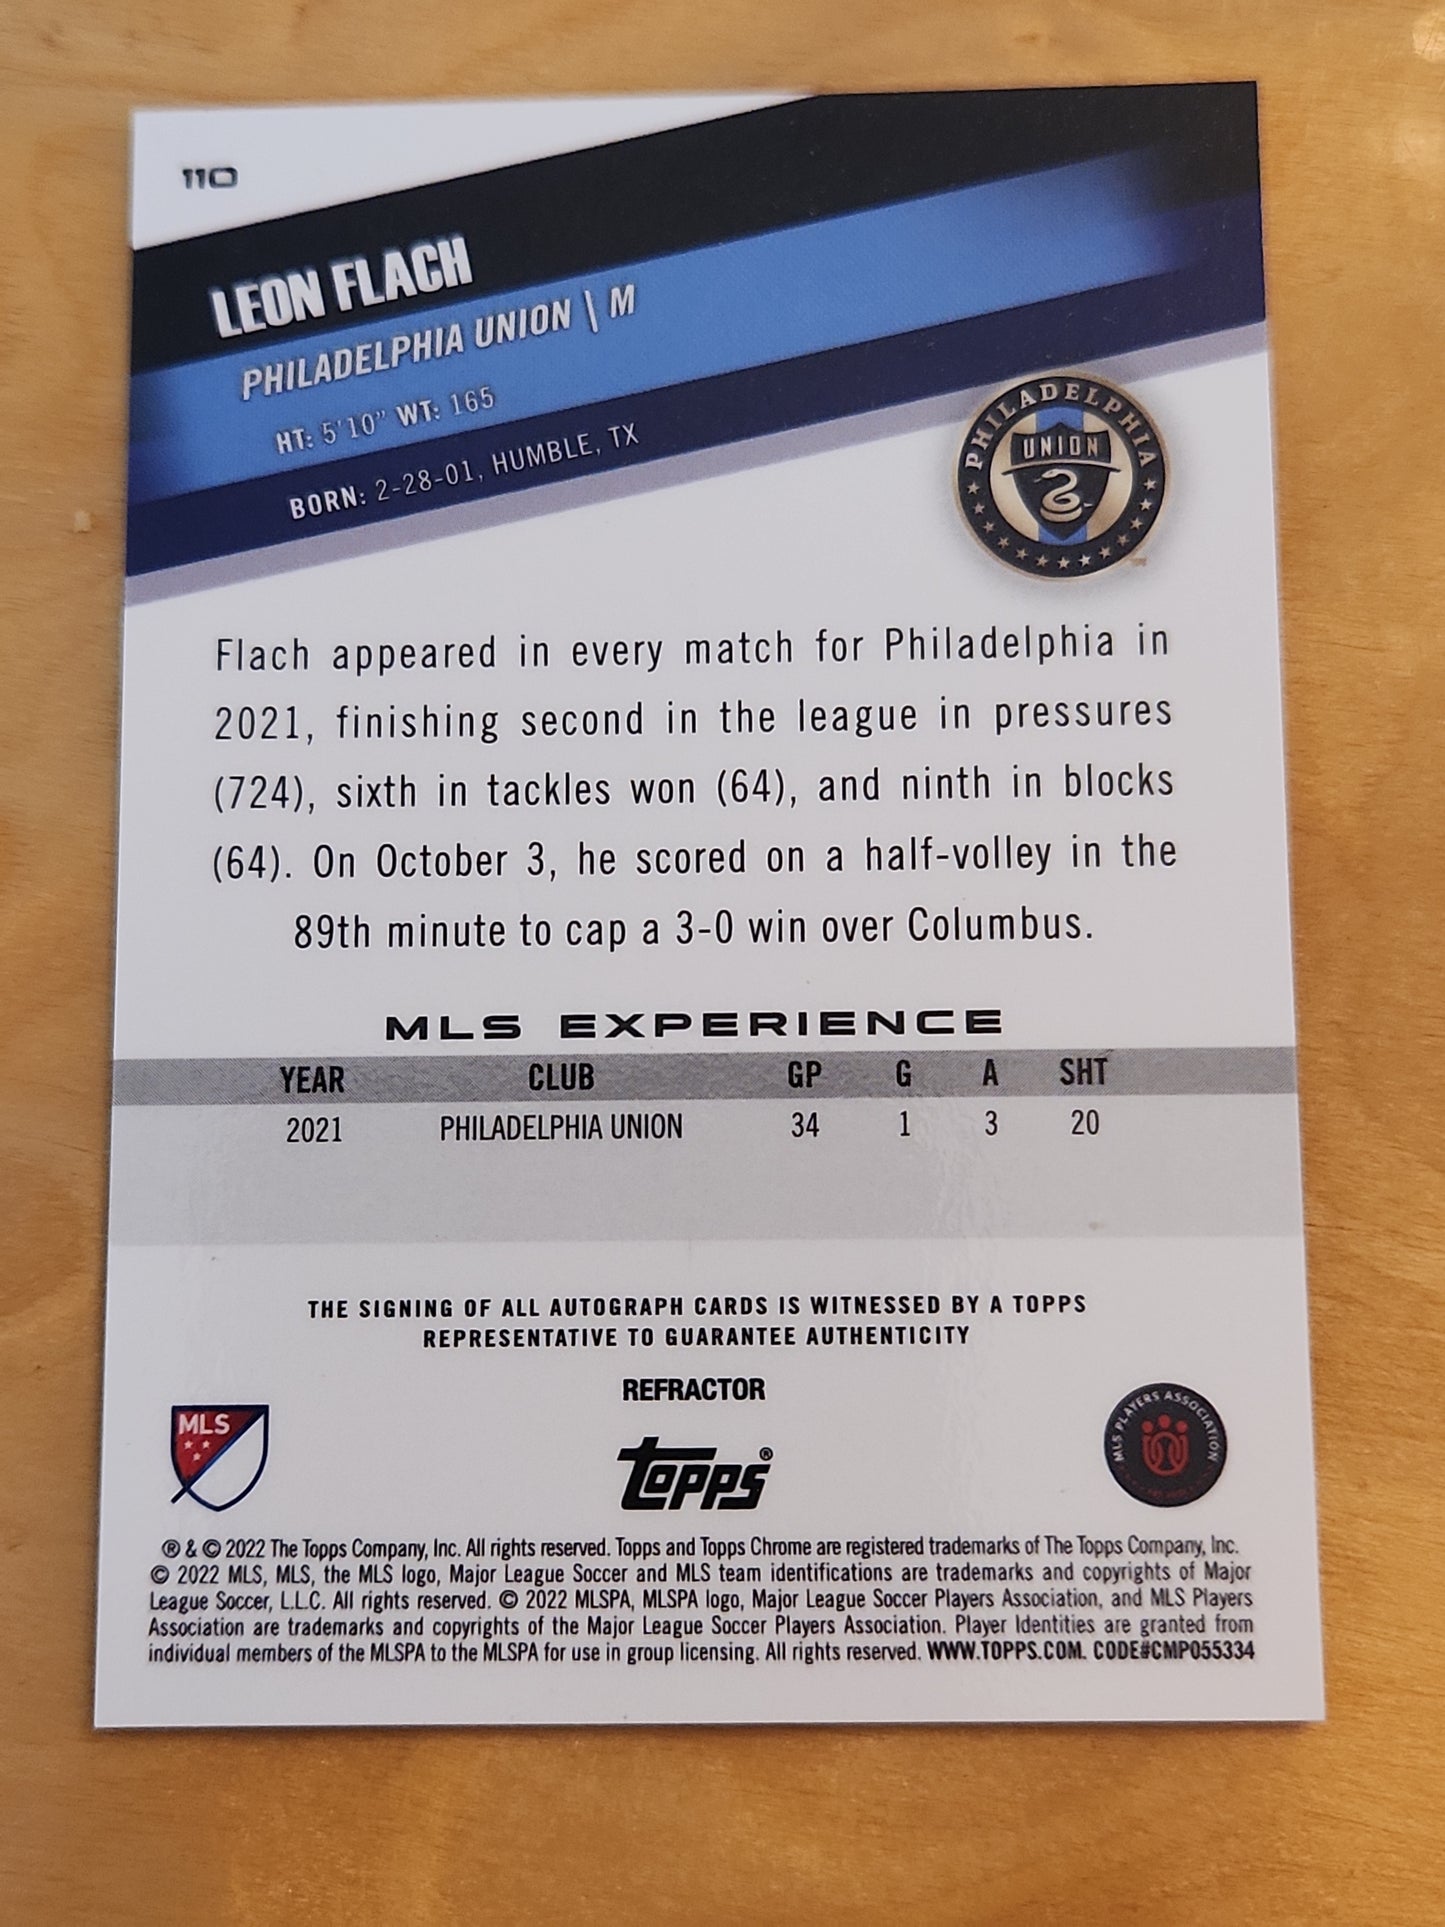 110
LEON FLACH
PHILADELPHIA UNION \ M
HT: 5'10" WT: 165
BORN: 2-28-01, HUMBLE, TX
PHILADELPHIA
UNION
Flach appeared in every match for Philadelphia in
2021, finishing second in the league in pressures
(724), sixth in tackles won (64), and ninth in blocks
(64). On October 3, he scored on a half-volley in the
89th minute to cap a 3-0 win over Columbus.
MLS EXPERIENCE
YEAR CLUB GP G A SHT
2021 PHILADELPHIA UNION 34 1 3 20
THE SIGNING OF ALL AUTOGRAPH CARDS IS WITNESSED BY A TOPPS
REPRESENTATIVE TO GUARANTEE AUTHENTICITY
REFRACTOR
MLS
topps®
MLS PLAYERS ASSOCIATION
® & © 2022 The Topps Company, Inc. All rights reserved. Topps and Topps Chrome are registered trademarks of The Topps Company, Inc.
© 2022 MLS, MLS, the MLS logo, Major League Soccer and MLS team identifications are trademarks and copyrights of Major
League Soccer, L.L.C. All rights reserved. © 2022 MLSPA, MLSPA logo, Major League Soccer Players Association, and MLS Players
Association are trademarks and copyrights of the Major League Soccer Players Association. Player Identities are granted from
individual members of the MLSPA to the MLSPA for use in group licensing. All rights reserved. WWW.TOPPS.COM. CODE#CMP055334